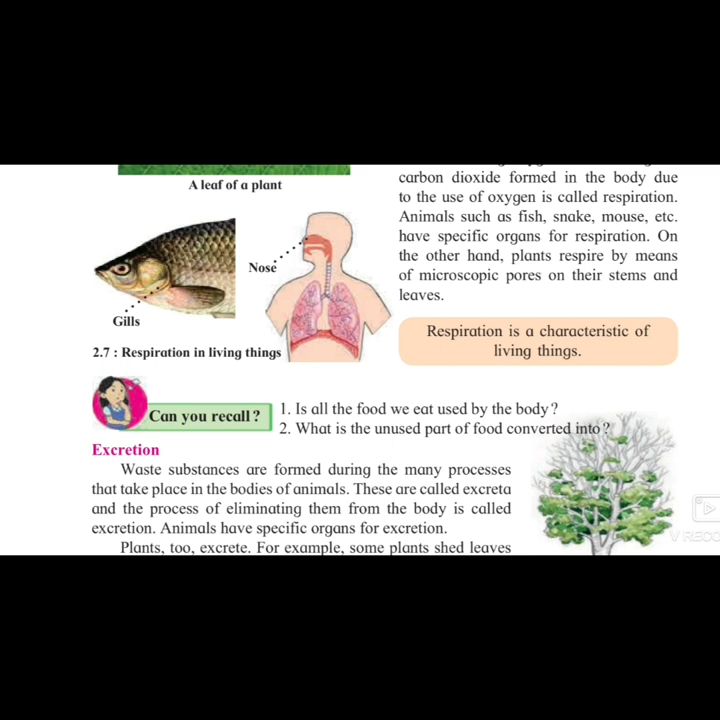 A leaf of a plant
carbon dioxide formed in the body due
to the use of oxygen is called respiration.
Animals such as fish, snake, mouse, etc.
have specific organs for respiration. On
the other hand, plants respire by means
of microscopic pores on their stems and
leaves.
Nose
Gills
2.7 : Respiration in living things
Respiration is a characteristic of
living things.
Can you recall ?
1. Is all the food we eat used by the body ?
2. What is the unused part of food converted into ?
Excretion
Waste substances are formed during the many processes
that take place in the bodies of animals. These are called excreta
and the process of eliminating them from the body is called
excretion. Animals have specific organs for excretion.
Plants, too, excrete. For example, some plants shed leaves
V RECO